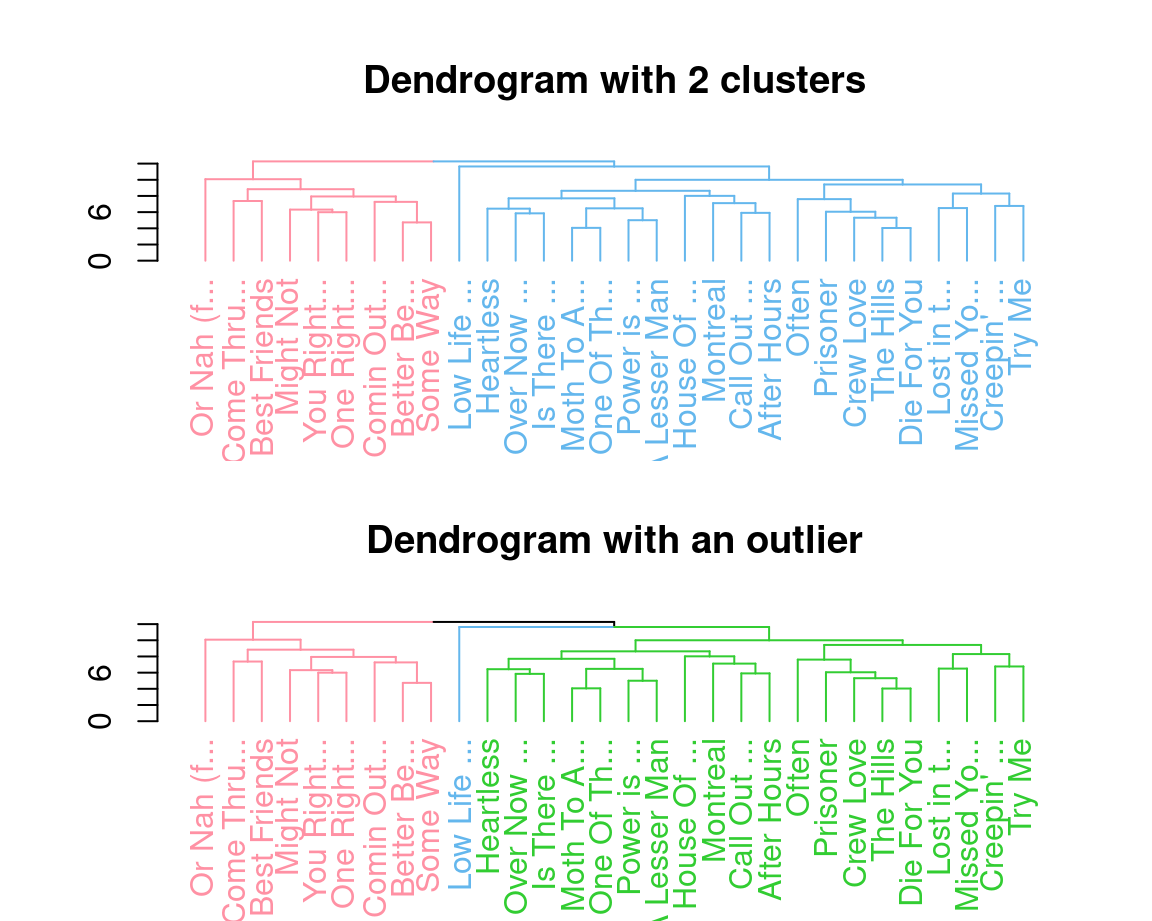 Dendrogram with 2 clusters
6
0
Or Nah (f...
Come Thru...
Best Friends
Might Not
You Right...
One Right...
Comin Out...
Better Be...
Some Way
Low Life ...
Heartless
Over Now ...
Is There ...
Moth To A...
One Of Th...
Power is ...
Lesser Man
House Of ...
Montreal
Call Out ...
After Hours
Often
Prisoner
Crew Love
The Hills
Die For You
Lost in t...
Missed Yo...
Creepin' ...
Try Me
Dendrogram with an outlier
6
0
Or Nah (f...
Come Thru...
Best Friends
Might Not
You Right...
One Right...
Comin Out...
Better Be...
Some Way
Low Life ...
Heartless
Over Now ...
Is There ...
Moth To A...
One Of Th...
Power is ...
Lesser Man
House Of ...
Montreal
Call Out ...
After Hours
Often
Prisoner
Crew Love
The Hills
Die For You
Lost in t...
Missed Yo...
Creepin' ...
Try Me